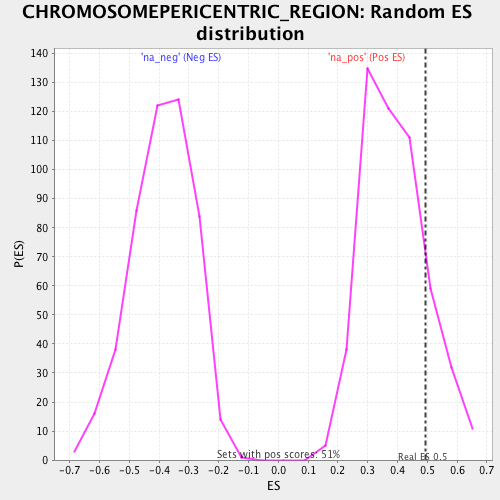 CHROMOSOMEPERICENTRIC_REGION: Random ES
distribution
'na_neg' (Neg ES)
'na_pos' (Pos ES)
140
130
120
110
100
90
80
70
60
50
40
30
20
10
0
P(ES)
Sets with pos scores: 51%
Real ES 0.5
-0.7 -0.6 -0.5 -0.4 -0.3 -0.2 -0.1 0.0 0.1 0.2 0.3 0.4 0.5 0.6 0.7
ES